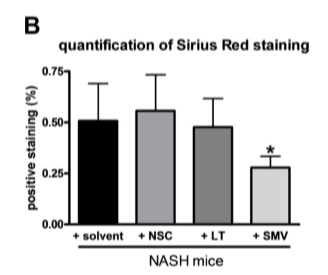 B
quantification of Sirius Red staining
positive staining (%)
0.75
0.50
0.25
0.00
*
+ solvent + NSC + LT + SMV
NASH mice